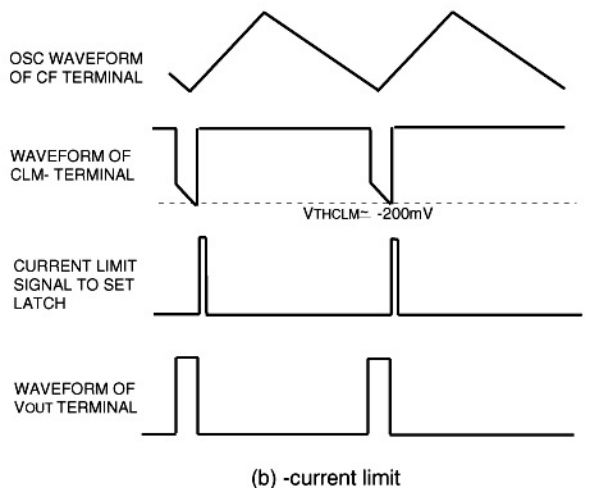 OSC WAVEFORM
OF CF TERMINAL
WAVEFORM OF
CLM- TERMINAL
VTHCLM≃ -200mV
CURRENT LIMIT
SIGNAL TO SET
LATCH
WAVEFORM OF
VOUT TERMINAL
(b) -current limit